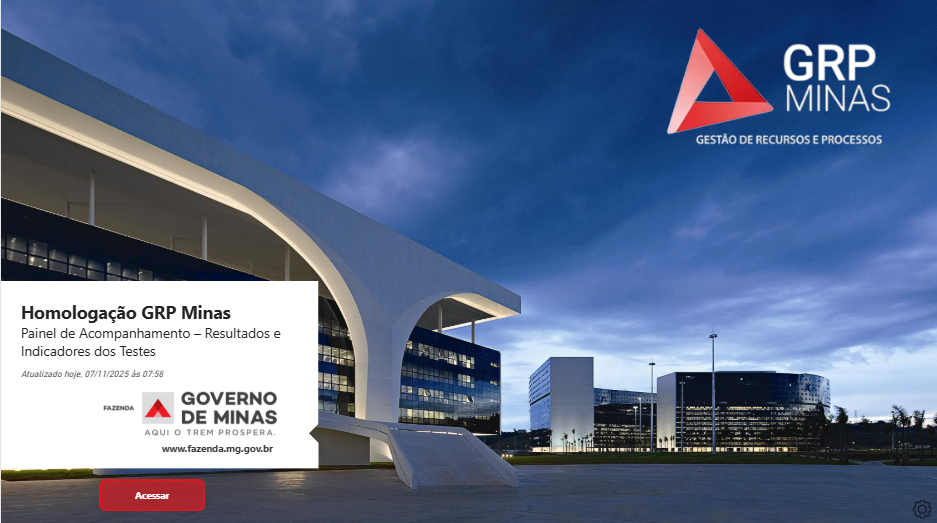 GRP
MINAS
GESTÃO DE RECURSOS E PROCESSOS
Homologação GRP Minas
Painel de Acompanhamento – Resultados e
Indicadores dos Testes
Atualizado hoje, 07/11/2025 às 07:58
FAZENDA
GOVERNO
DE MINAS
AQUI O TREM PROSPERA.
www.fazenda.mg.gov.br
Acessar